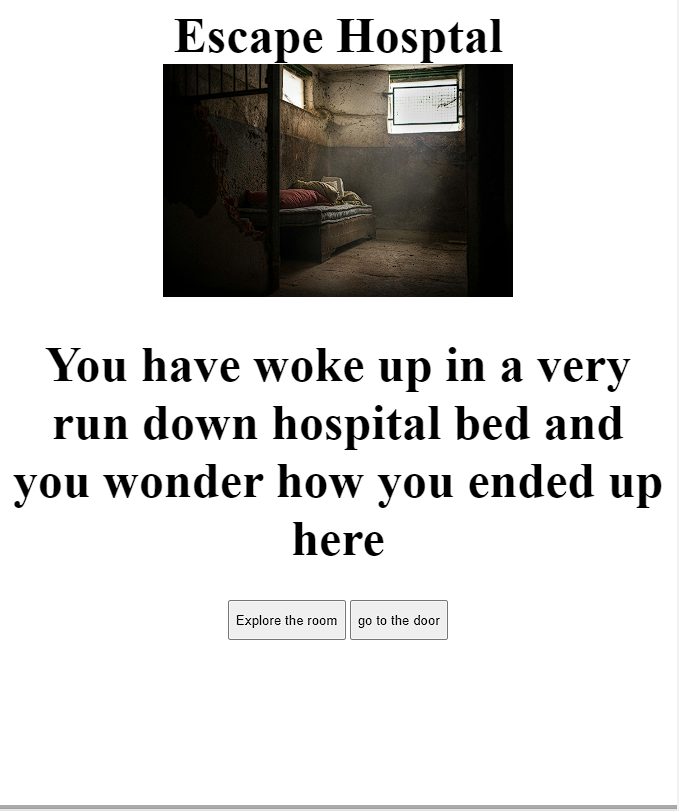 Escape Hosptal
You have woke up in a very
run down hospital bed and
you wonder how you ended up
here
Explore the room go to the door